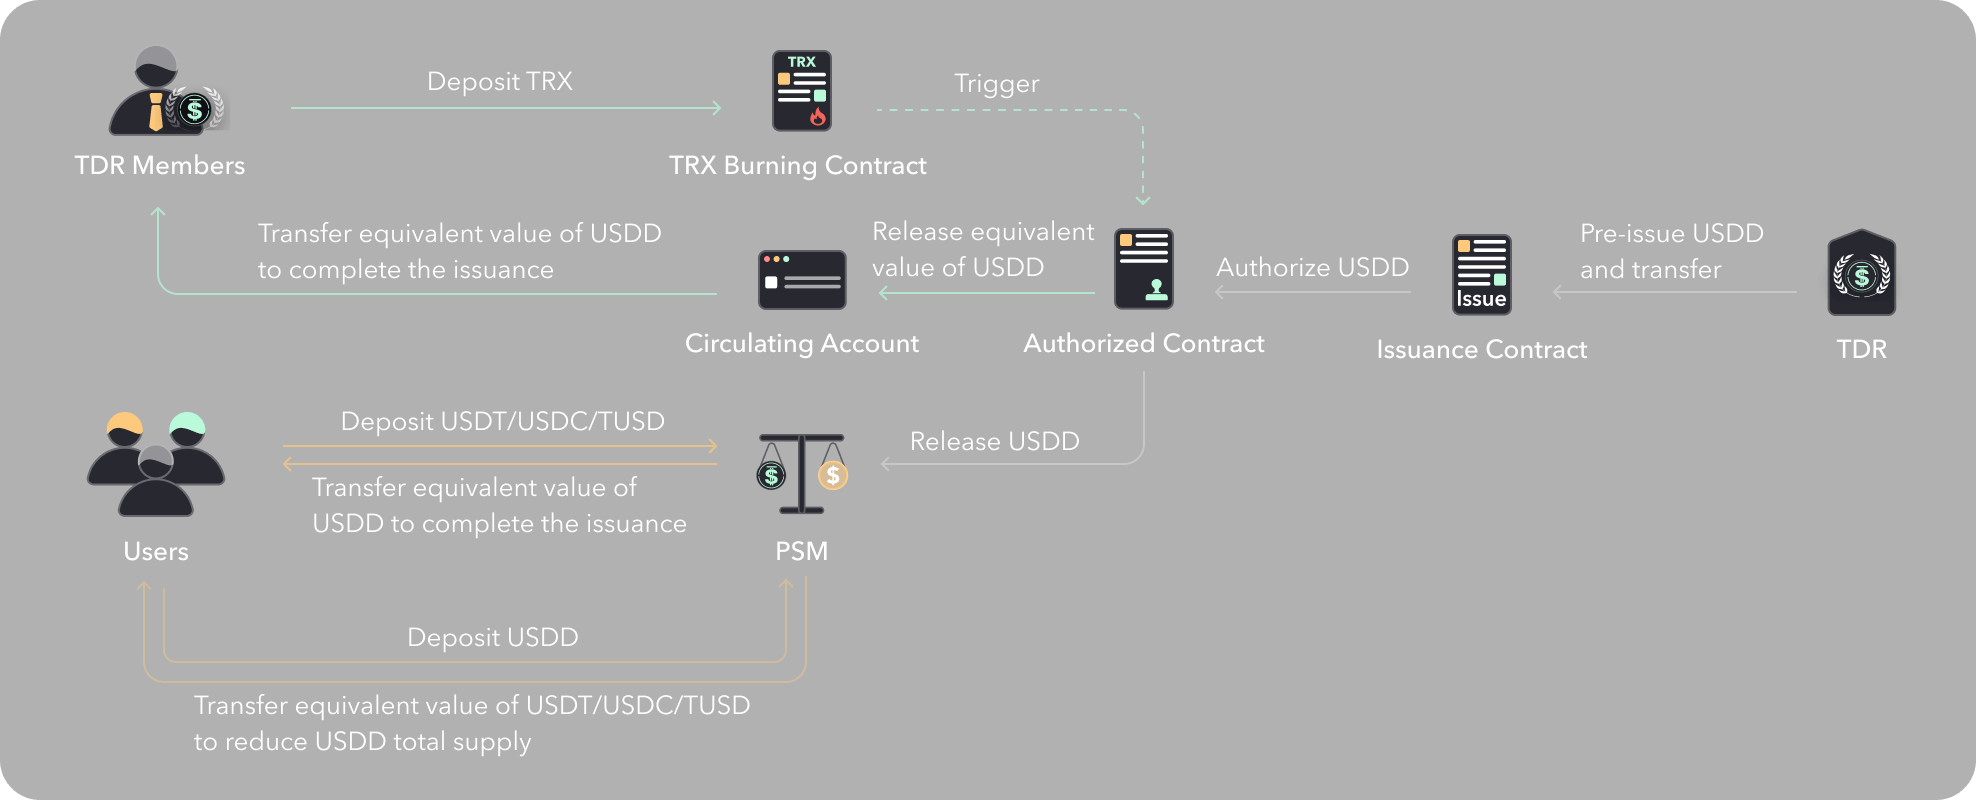 Deposit TRX
TRX
Trigger
TDR Members
TRX Burning Contract
Transfer equivalent value of USDD
to complete the issuance
Release equivalent
value of USDD
Authorize USDD
Pre-issue USDD
and transfer
Issue
Circulating Account
Authorized Contract
Issuance Contract
TDR
Deposit USDT/USDC/TUSD
Release USDD
Transfer equivalent value of
USDD to complete the issuance
$
$
Users
PSM
Deposit USDD
Transfer equivalent value of USDT/USDC/TUSD
to reduce USDD total supply